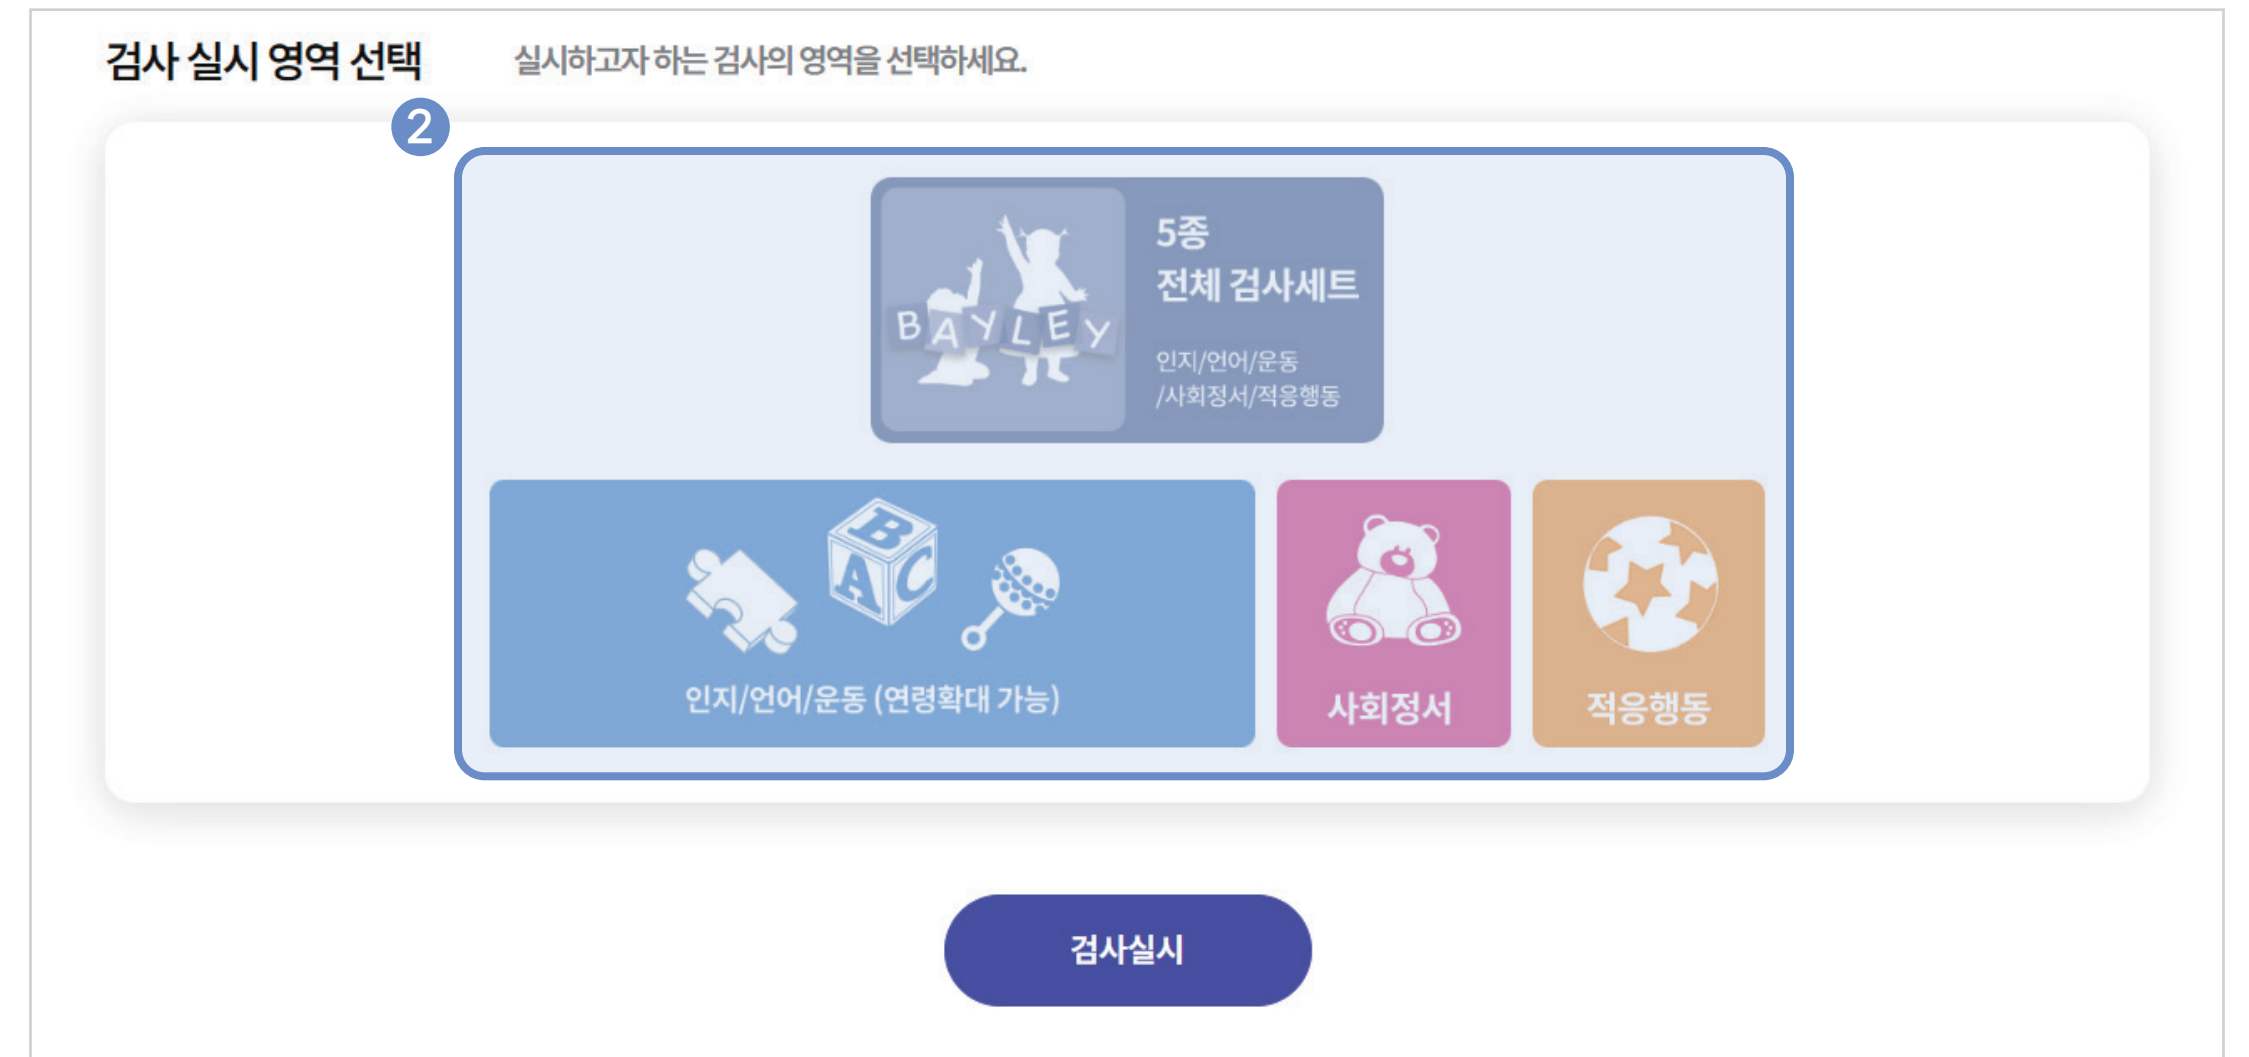 검사 실시 영역 선택 실시하고자 하는 검사의 영역을 선택하세요.
2
5종
전체 검사세트
BAYLEY
인지/언어/운동
/사회정서/적응행동
B
A C
인지/언어/운동 (연령확대 가능)
사회정서
적응행동
검사실시